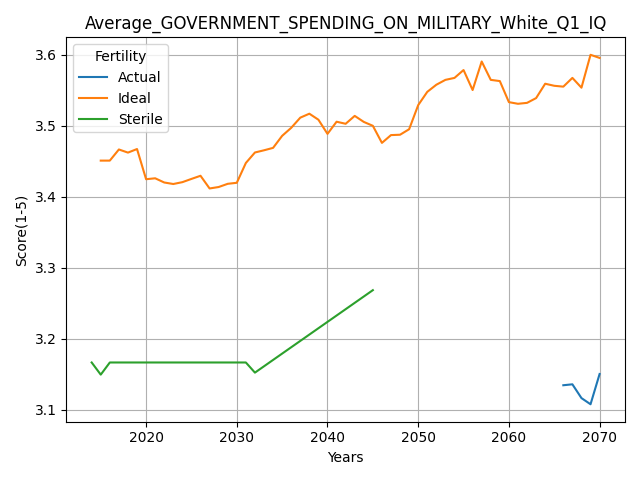 Average_GOVERNMENT_SPENDING_ON_MILITARY_White_Q1_IQ
Fertility
Actual
Ideal
Sterile
Score(1-5)
3.6
3.5
3.4
3.3
3.2
3.1
2020 2030 2040 2050 2060 2070
Years